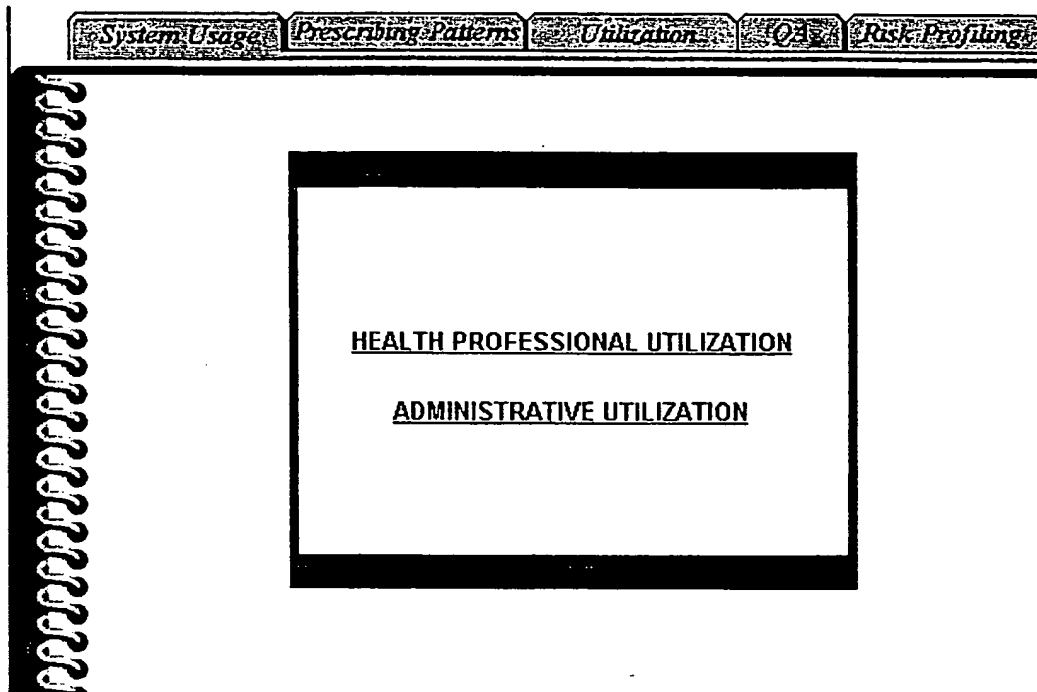 System Usage Prescribing Patterns Utilization QA Risk Profiling
HEALTH PROFESSIONAL UTILIZATION
ADMINISTRATIVE UTILIZATION